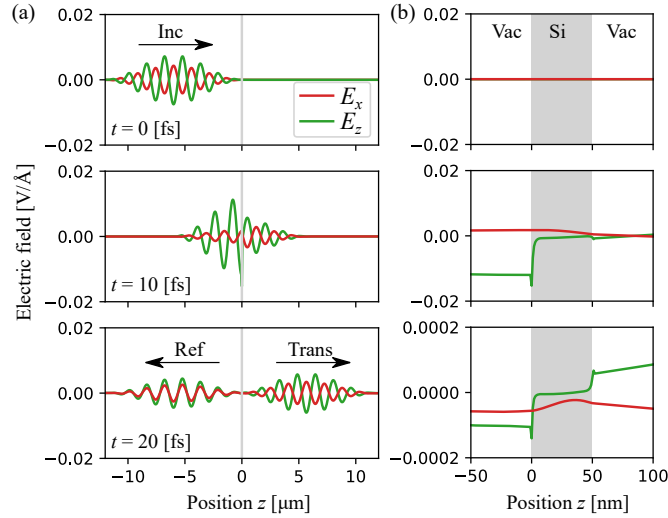 (a)
Inc
0.02
0.00
−0.02
t = 0 [fs]
E_x
E_z
(b)
Vac
Si
Vac
0.02
0.00
−0.02
Electric field [V/Å]
0.02
0.00
−0.02
t = 10 [fs]
0.02
0.00
−0.02
0.02
0.00
−0.02
Ref
Trans
t = 20 [fs]
−10
−5
0
5
10
Position z [μm]
0.0002
0.0000
−0.0002
−50
0
50
100
Position z [nm]